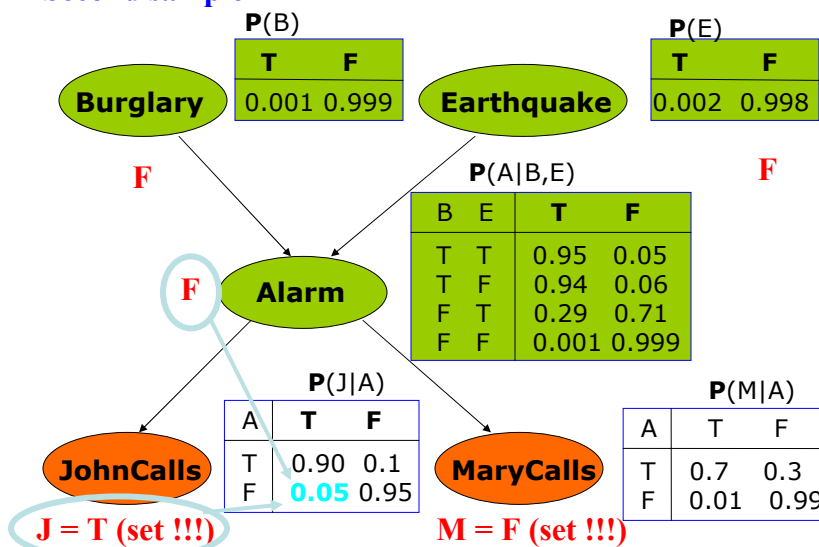 P(B)
T F
0.001 0.999
P(E)
T F
0.002 0.998
Burglary
Earthquake
F
F
P(A|B,E)
B E T F
T T 0.95 0.05
T F 0.94 0.06
F T 0.29 0.71
F F 0.001 0.999
F
Alarm
P(J|A)
A T F
T 0.90 0.1
F 0.05 0.95
P(M|A)
A T F
T 0.7 0.3
F 0.01 0.99
JohnCalls
MaryCalls
J = T (set !!!)
M = F (set !!!)